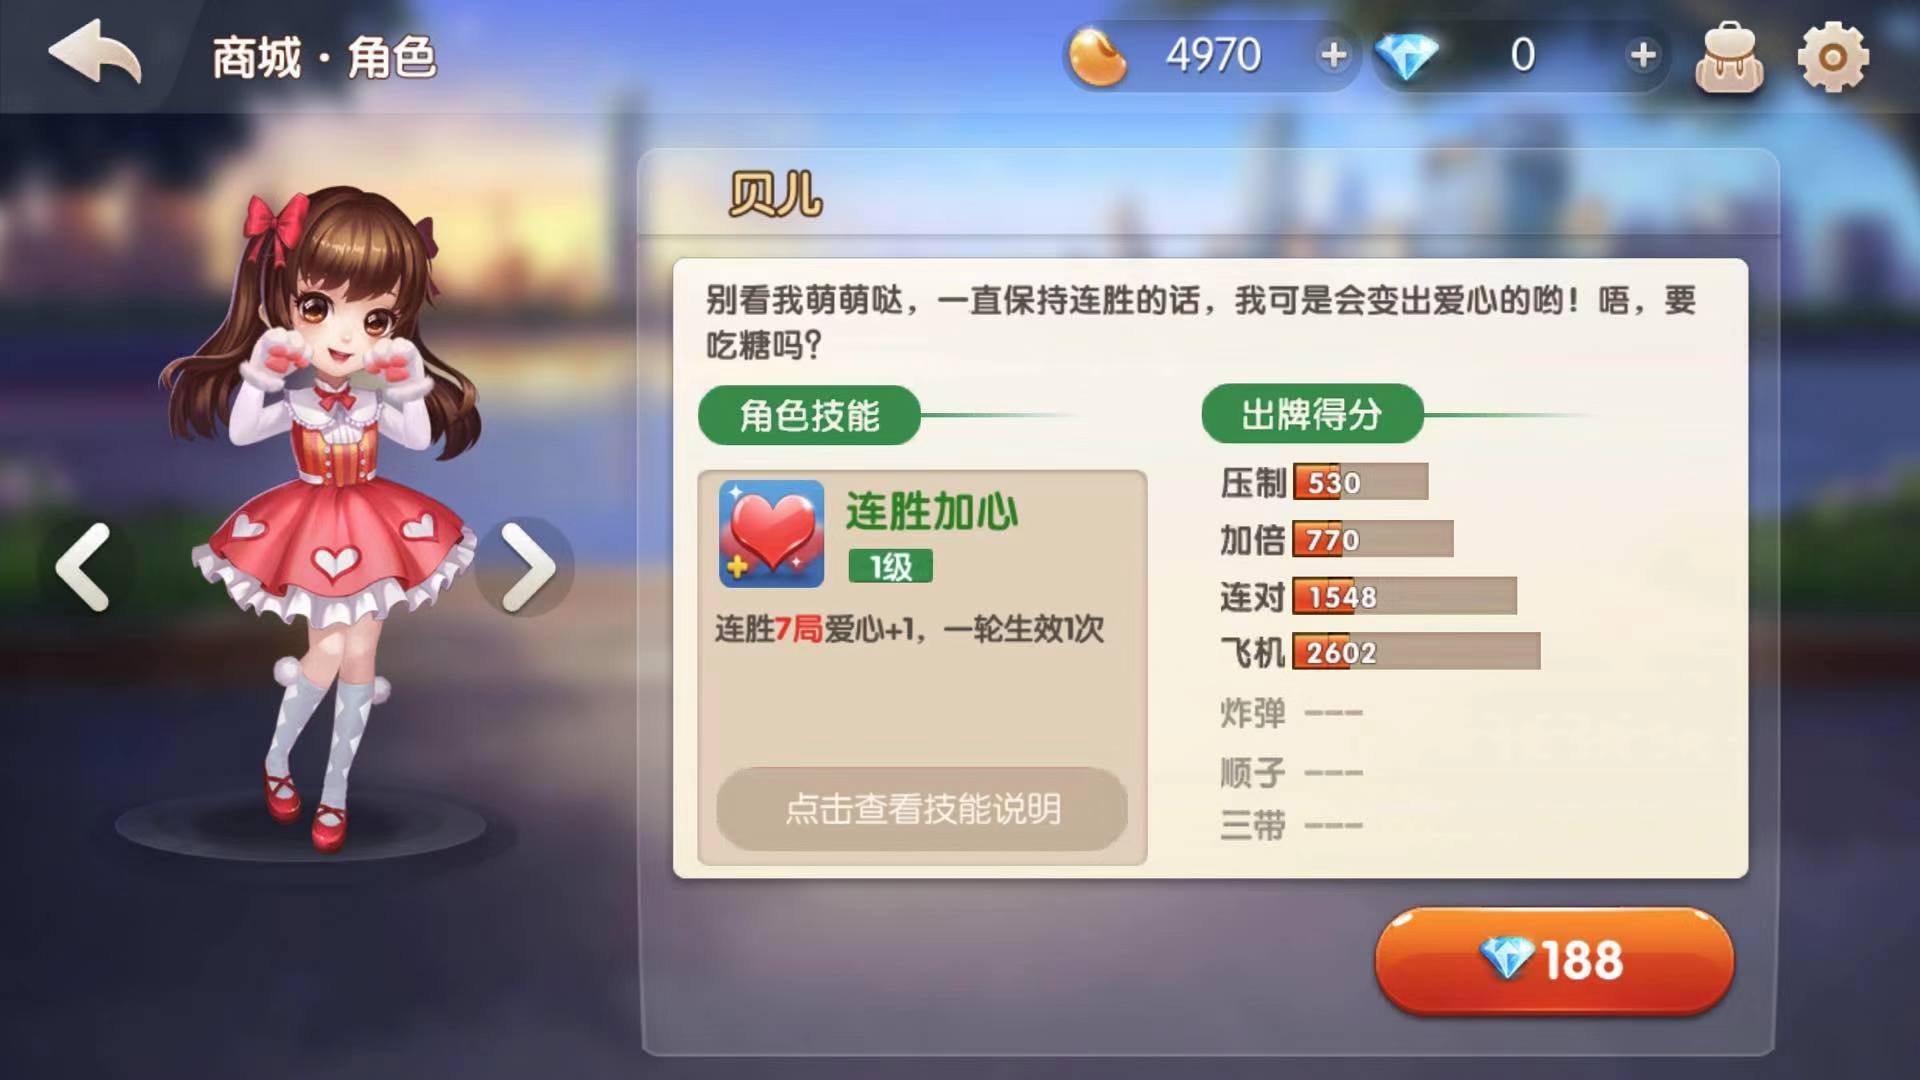 商城·角色
4970
0
贝儿
别看我萌萌哒，一直保持连胜的话，我可是会变出爱心的哟！唔，要
吃糖吗？
角色技能
连胜加心
1级
连胜7局爱心+1，一轮生效1次
点击查看技能说明
出牌得分
压制 530
加倍 770
连对 1548
飞机 2602
炸弹 ---
顺子 ---
三带 ---
188